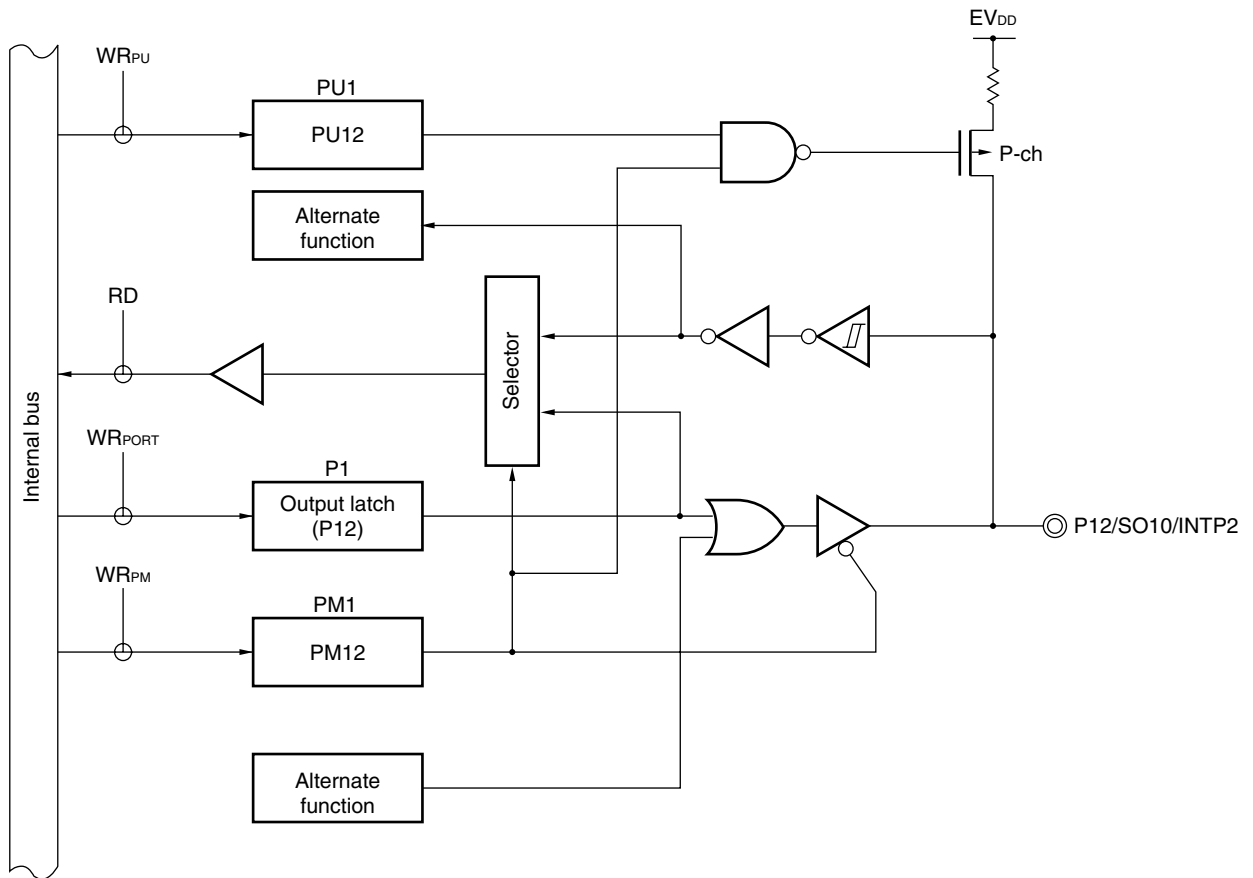 EVDD
WRPU
PU1
PU12
P-ch
Alternate
function
RD
Selector
Internal bus
WRPORT
P1
Output latch
(P12)
P12/SO10/INTP2
WRPM
PM1
PM12
Alternate
function